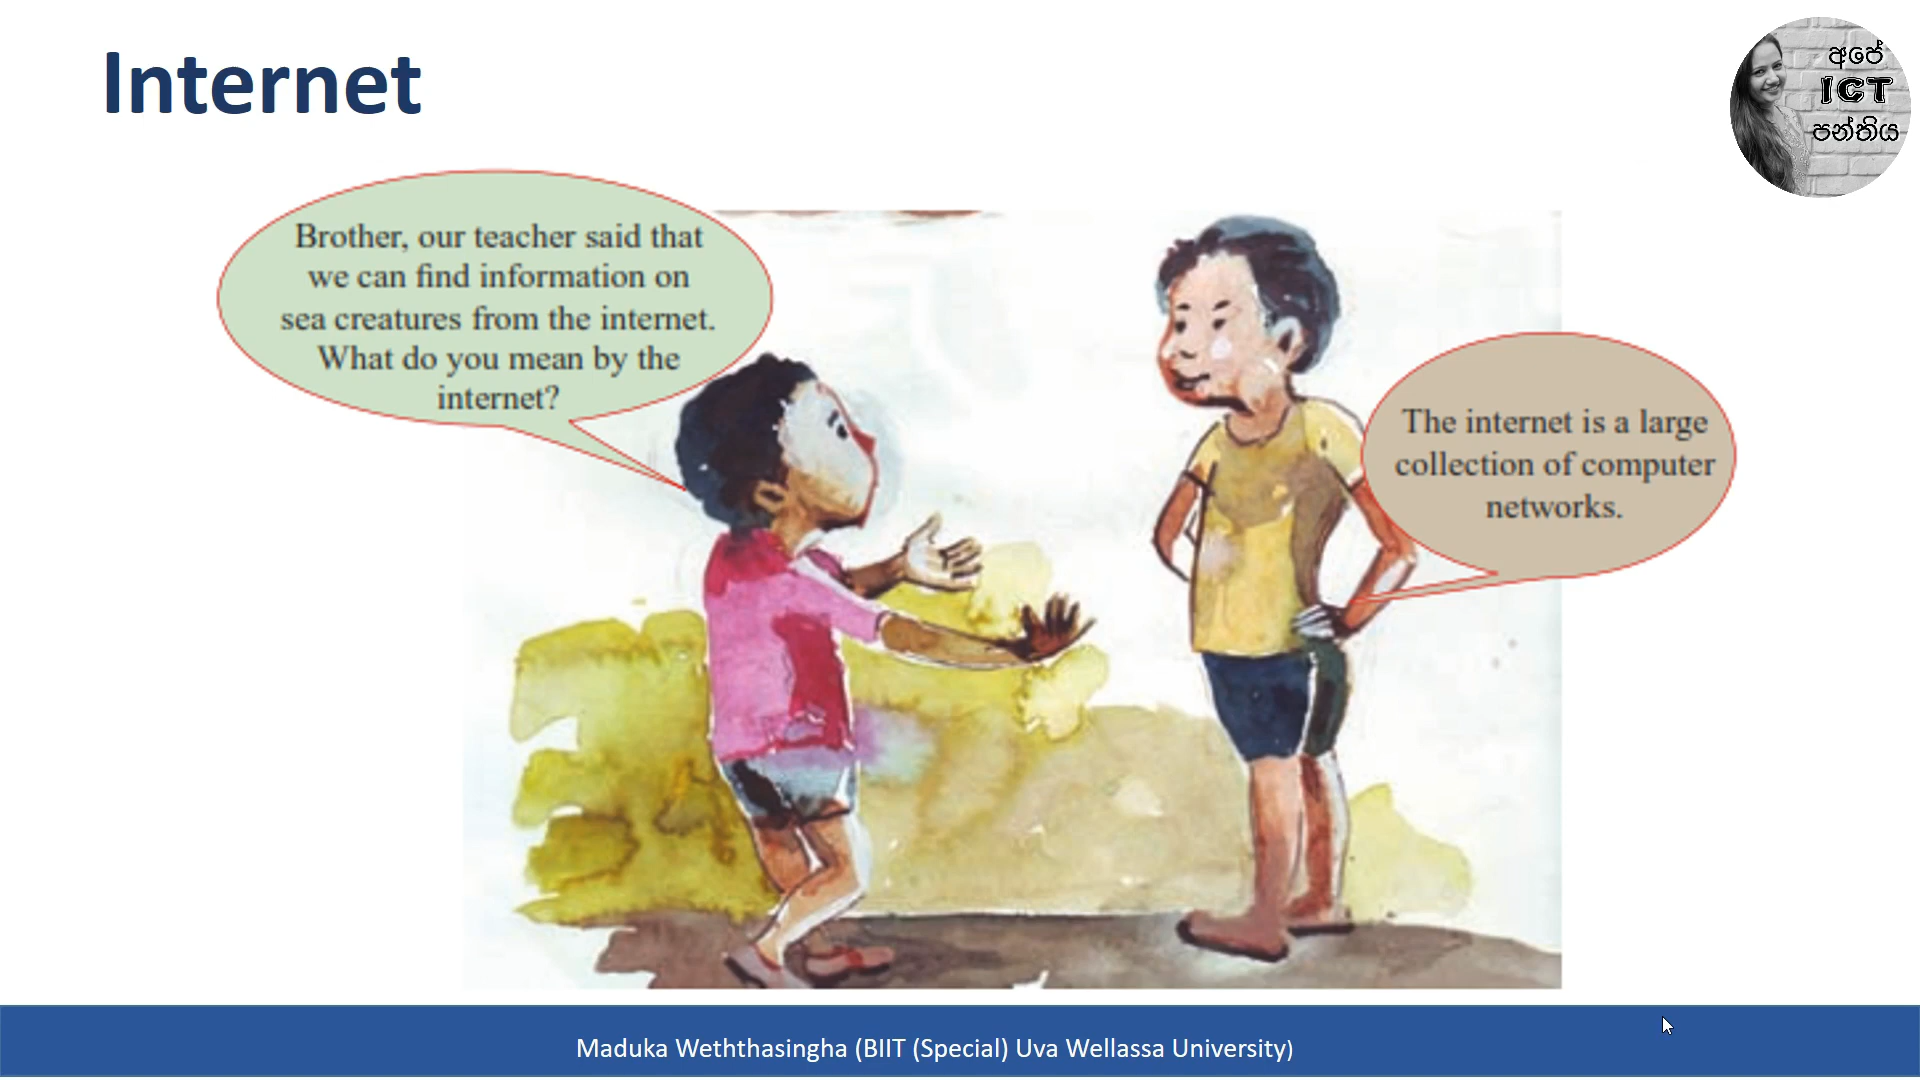 Internet
අපේ
ICT
පන්තිය
Brother, our teacher said that
we can find information on
sea creatures from the internet.
What do you mean by the
internet?
The internet is a large
collection of computer
networks.
Maduka Weththasingha (BIIT (Special) Uva Wellassa University)